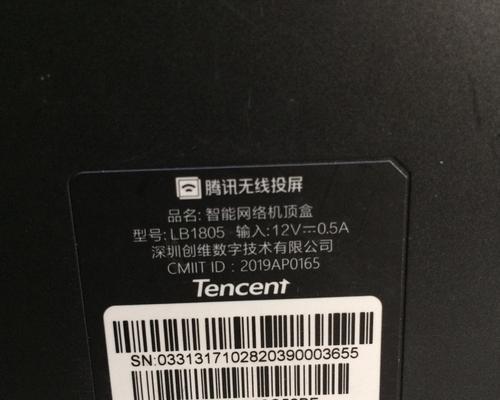 腾讯无线投屏
品名: 智能网络机顶盒
型号: LB1805 输入: 12V⎓0.5A
深圳创维数字技术有限公司
CMIIT ID : 2019AP0165
Tencent
SN:0331317102820390003655